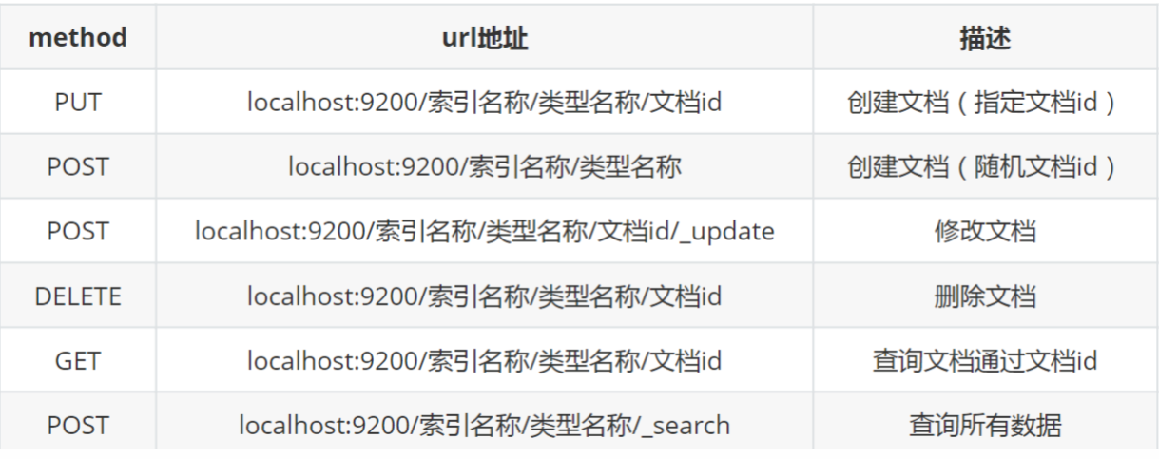 method url地址 描述
PUT localhost:9200/索引名称/类型名称/文档id 创建文档（指定文档id）
POST localhost:9200/索引名称/类型名称 创建文档（随机文档id）
POST localhost:9200/索引名称/类型名称/文档id/_update 修改文档
DELETE localhost:9200/索引名称/类型名称/文档id 删除文档
GET localhost:9200/索引名称/类型名称/文档id 查询文档通过文档id
POST localhost:9200/索引名称/类型名称/_search 查询所有数据